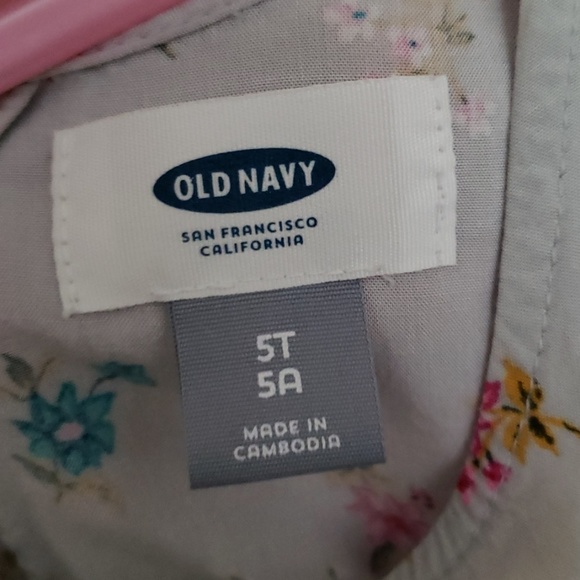 OLD NAVY
SAN FRANCISCO
CALIFORNIA
5T
5A
MADE IN
CAMBODIA